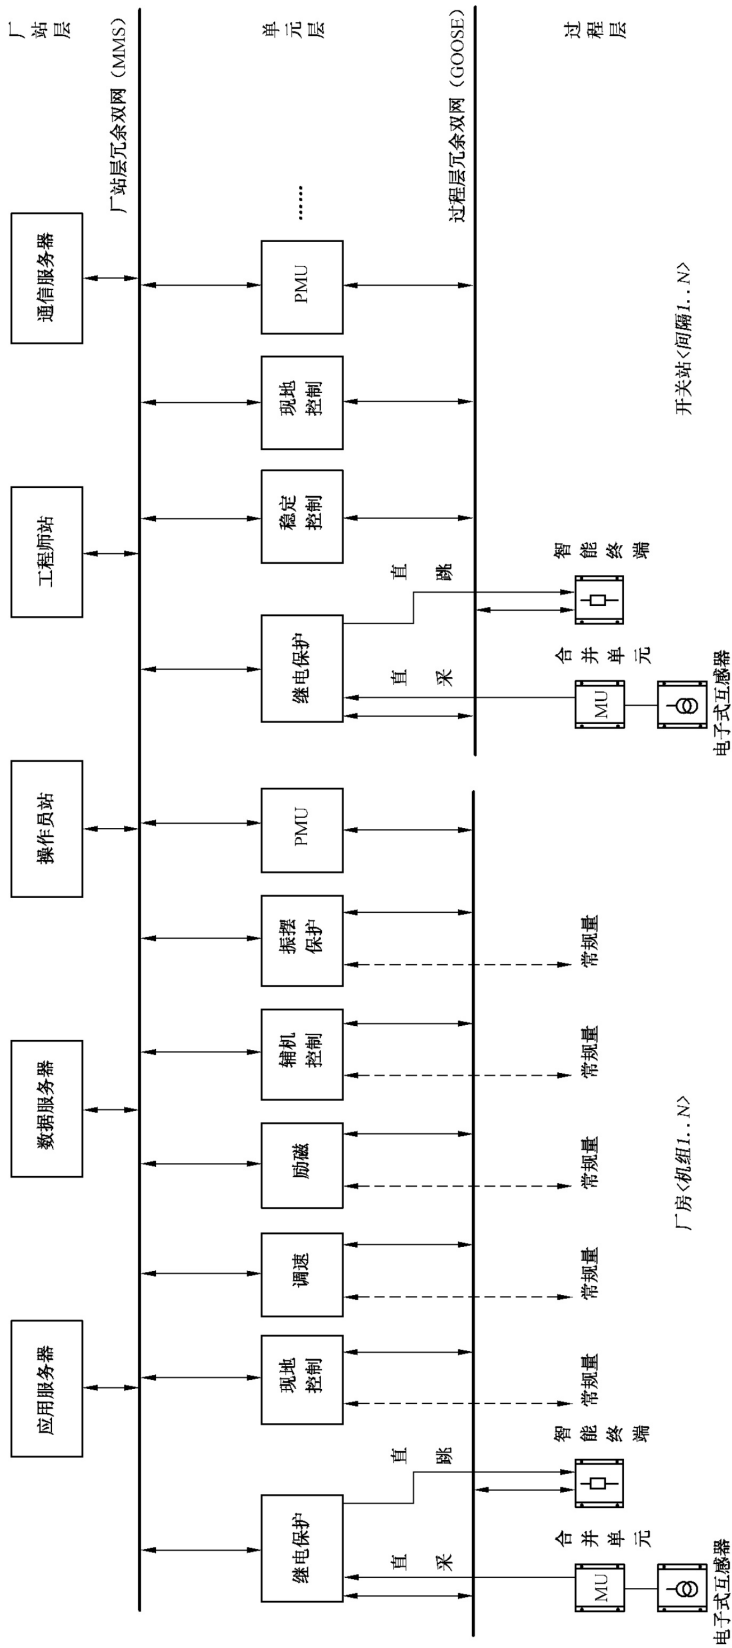 应用服务器
数据服务器
操作员站
工程师站
通信服务器
厂站层
厂站层冗余双网（MMS）
继电保护
现地
控制
调速
励磁
辅机
控制
振摆
保护
PMU
继电保护
稳定
控制
现地
控制
PMU
……
单元层
直采
直跳
直采
直跳
过程层冗余双网（GOOSE）
合并单元
智能终端
常规量
常规量
常规量
常规量
常规量
合并单元
智能终端
过程层
MU
MU
厂房<机组1..N>
开关站<间隔1..N>
电子式互感器
电子式互感器